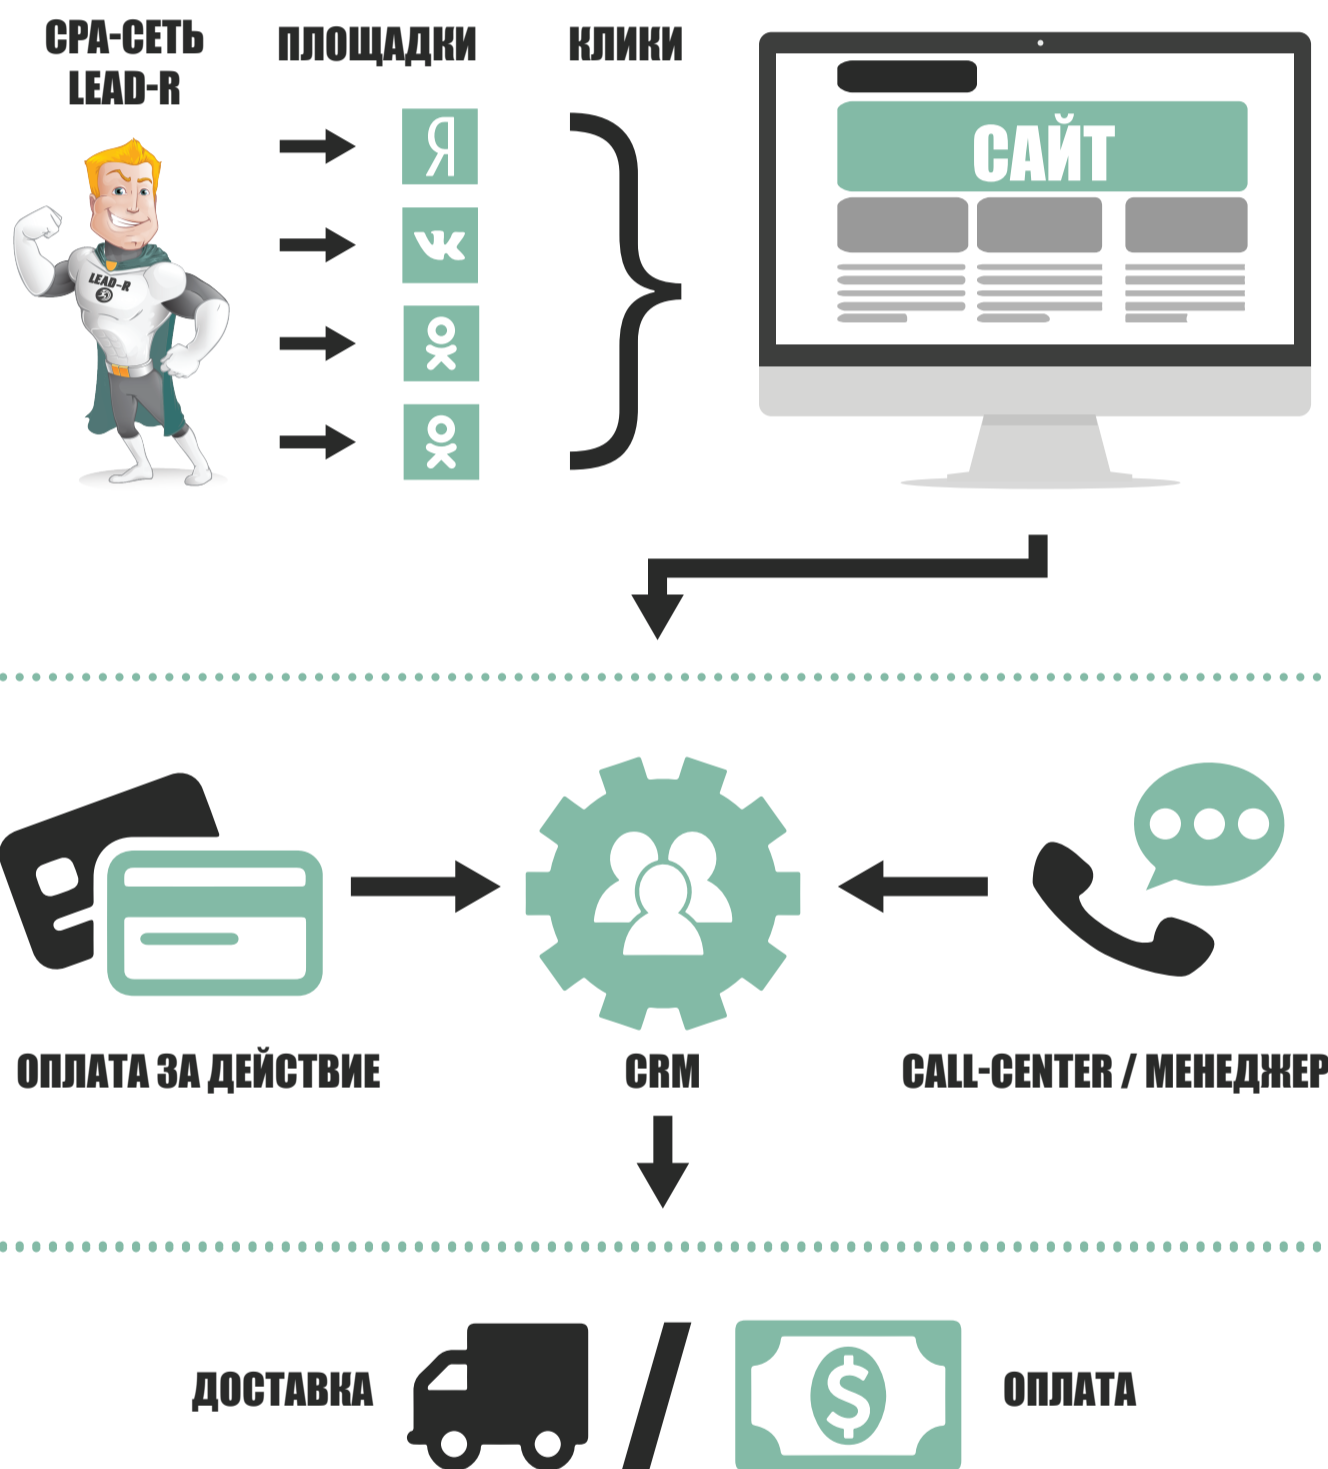 CPA-СЕТЬ
LEAD-R
ПЛОЩАДКИ
КЛИКИ
Я
САЙТ
LEAD-R
ОПЛАТА ЗА ДЕЙСТВИЕ
CRM
CALL-CENTER / МЕНЕДЖЕР
ДОСТАВКА
/
$
ОПЛАТА